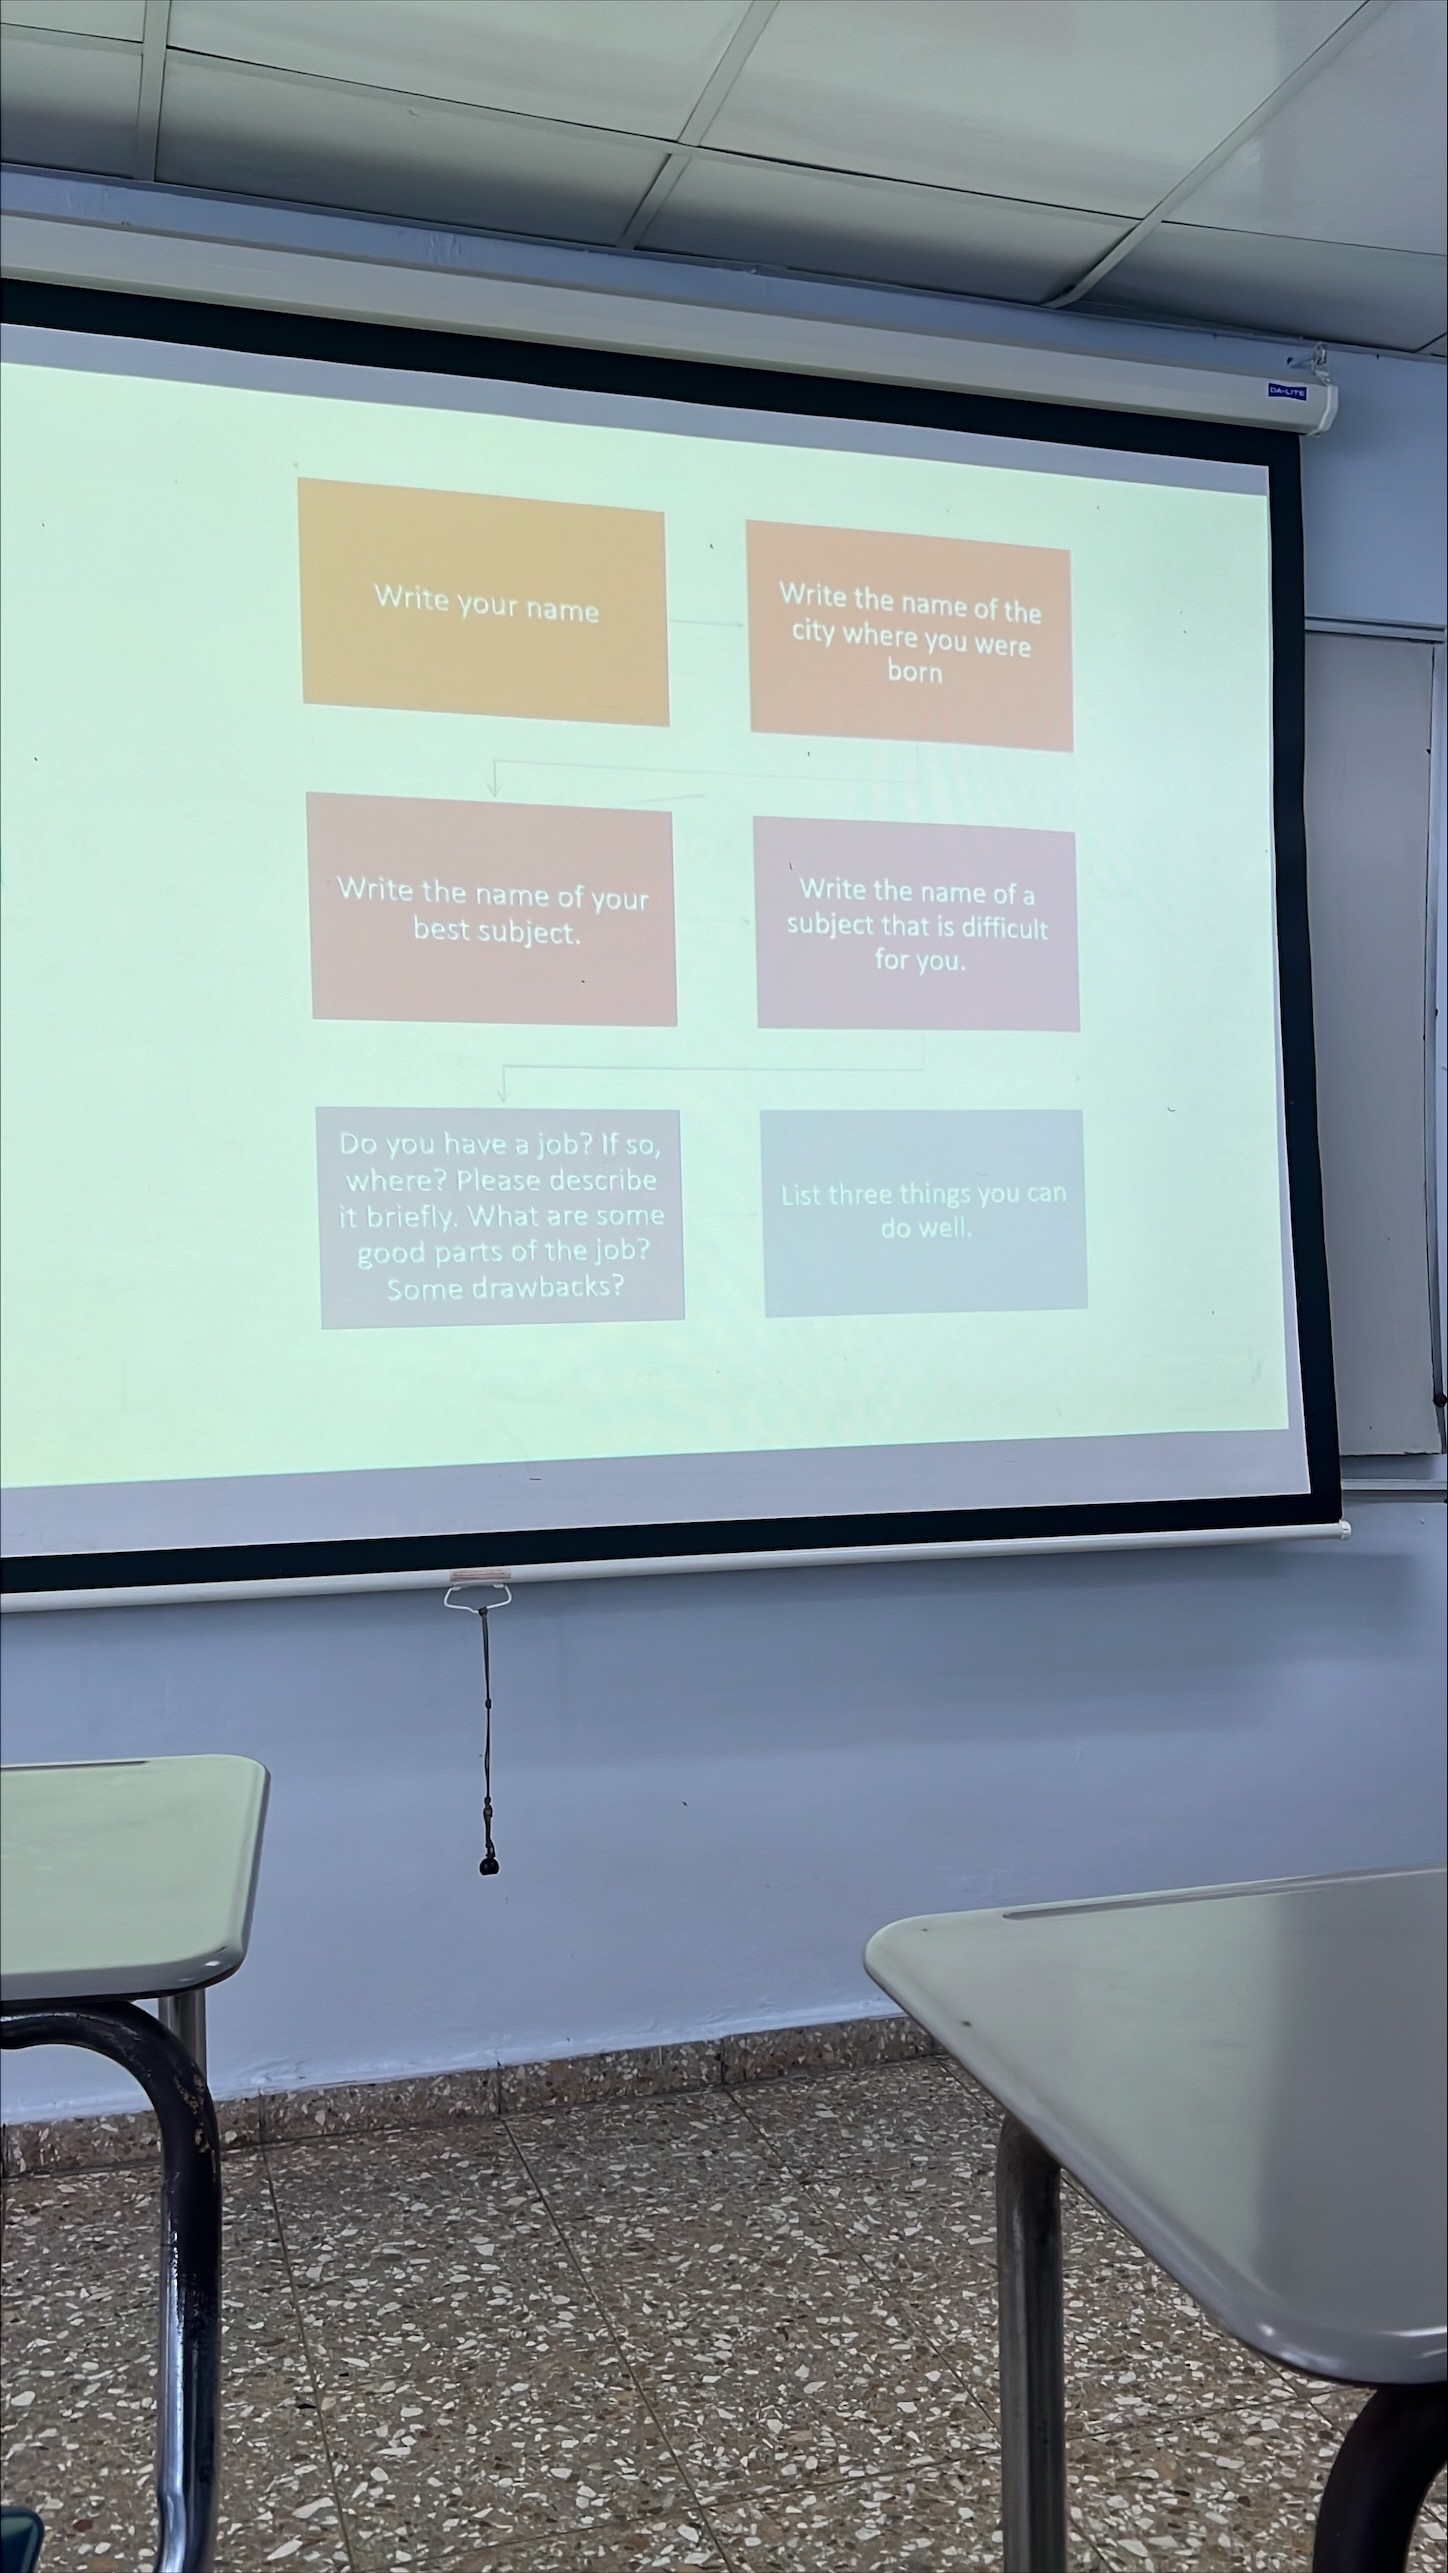 DA-LITE
Write your name
Write the name of the
city where you were
born
Write the name of your
best subject.
Write the name of a
subject that is difficult
for you.
Do you have a job? If so,
where? Please describe
it briefly. What are some
good parts of the job?
Some drawbacks?
List three things you can
do well.